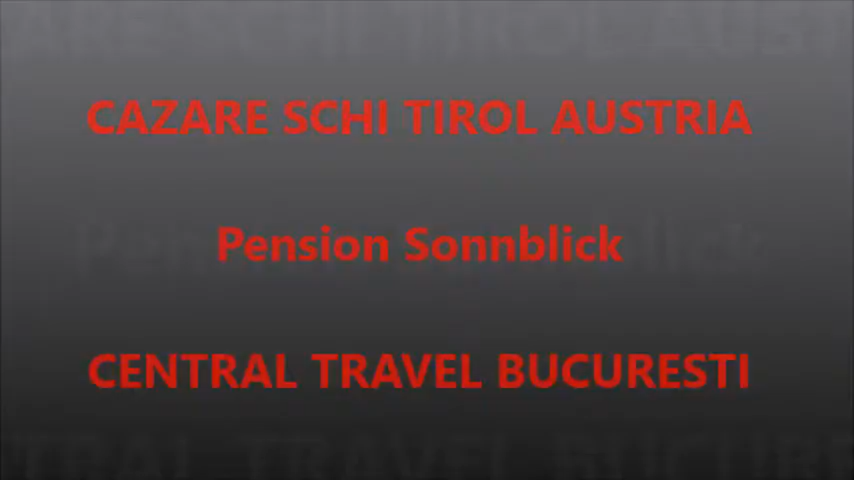 CAZARE SCHI TIROL AUSTRIA
Pension Sonnblick
CENTRAL TRAVEL BUCURESTI